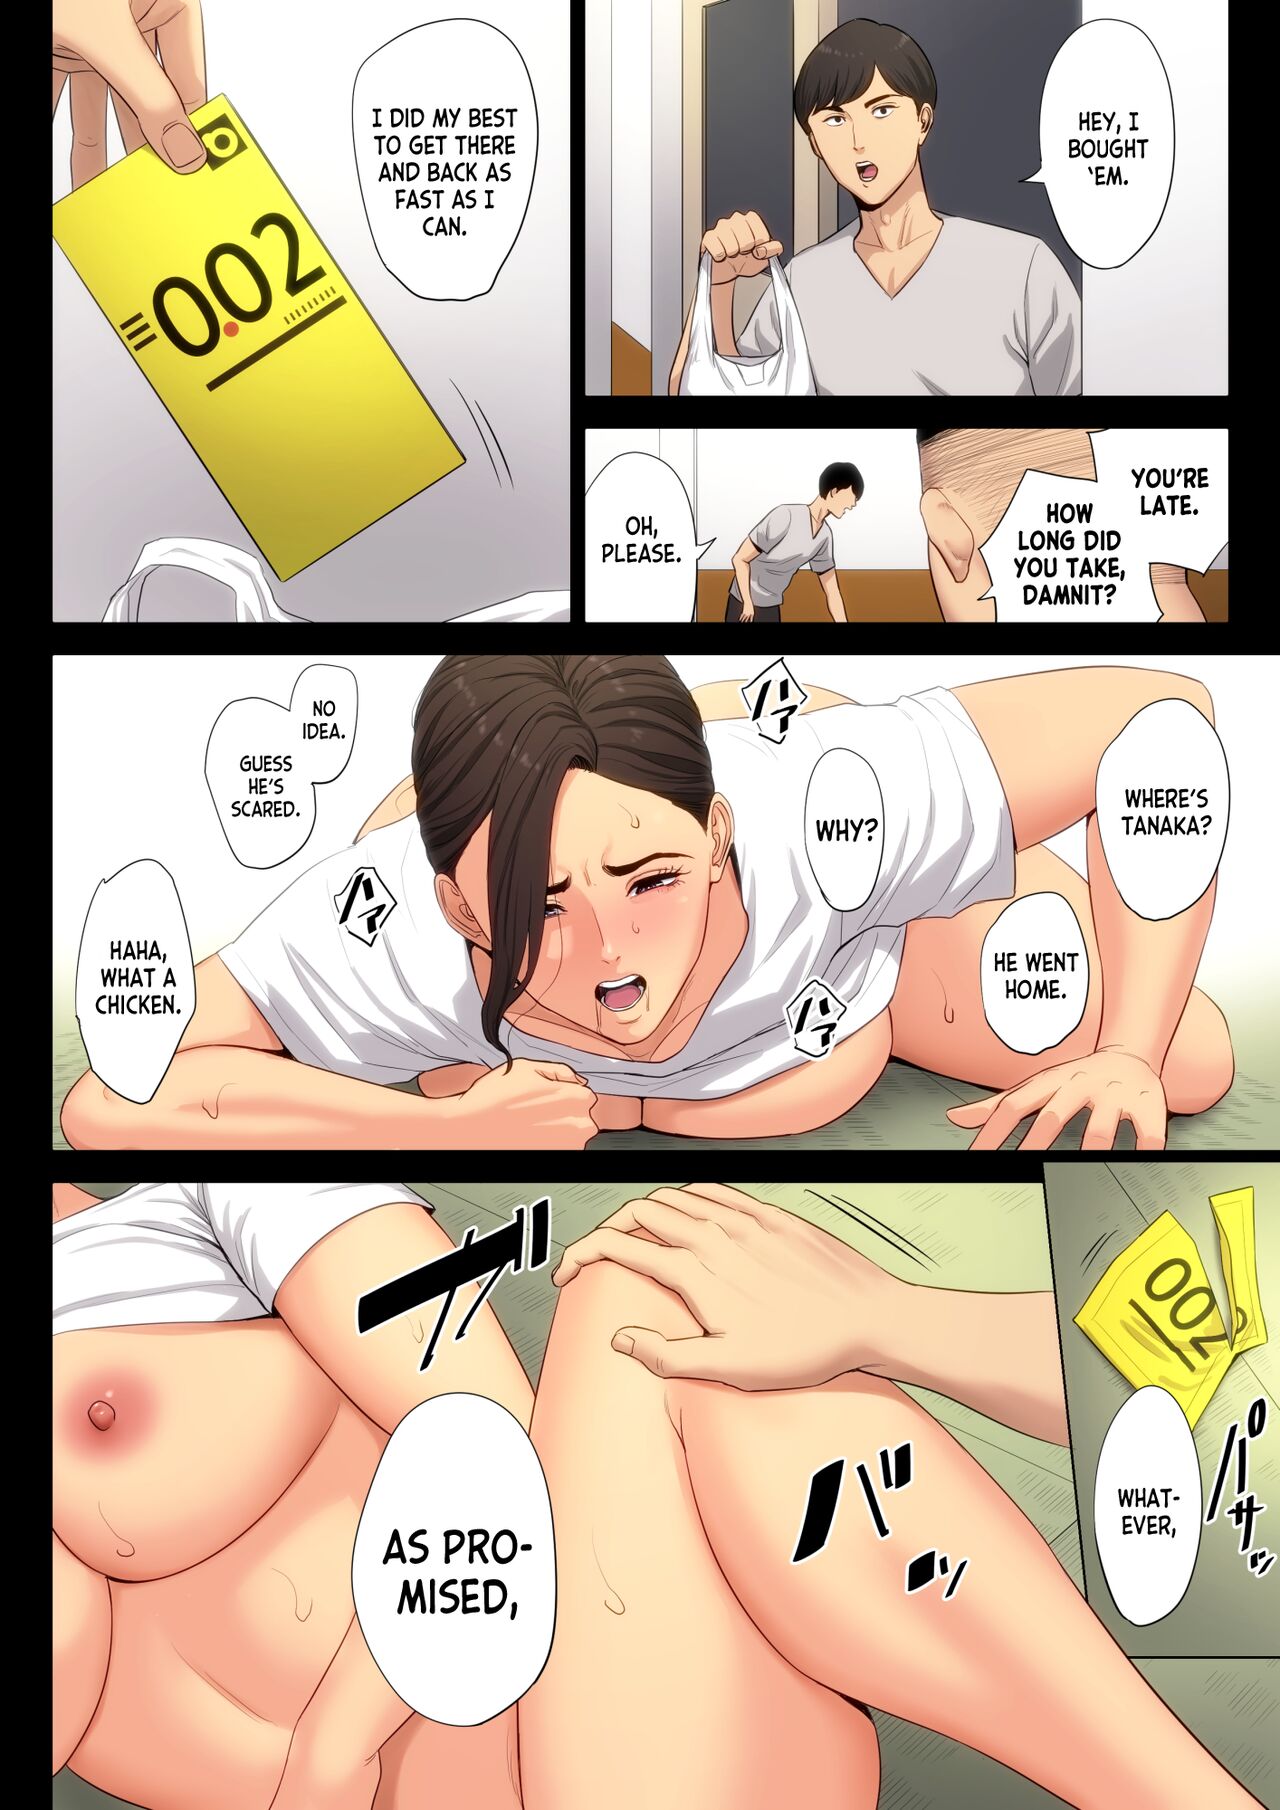 HEY, I
BOUGHT
‘EM.
I DID MY BEST
TO GET THERE
AND BACK AS
FAST AS I
CAN.
0.02
YOU’RE
LATE.
HOW
LONG DID
YOU TAKE,
DAMNIT?
OH,
PLEASE.
WHERE’S
TANAKA?
HE WENT
HOME.
WHY?
NO
IDEA.
GUESS
HE’S
SCARED.
HAHA,
WHAT A
CHICKEN.
ハァ
ハァ
ハァ
002
パサッ
WHAT-
EVER,
バッ
AS PRO-
MISED,